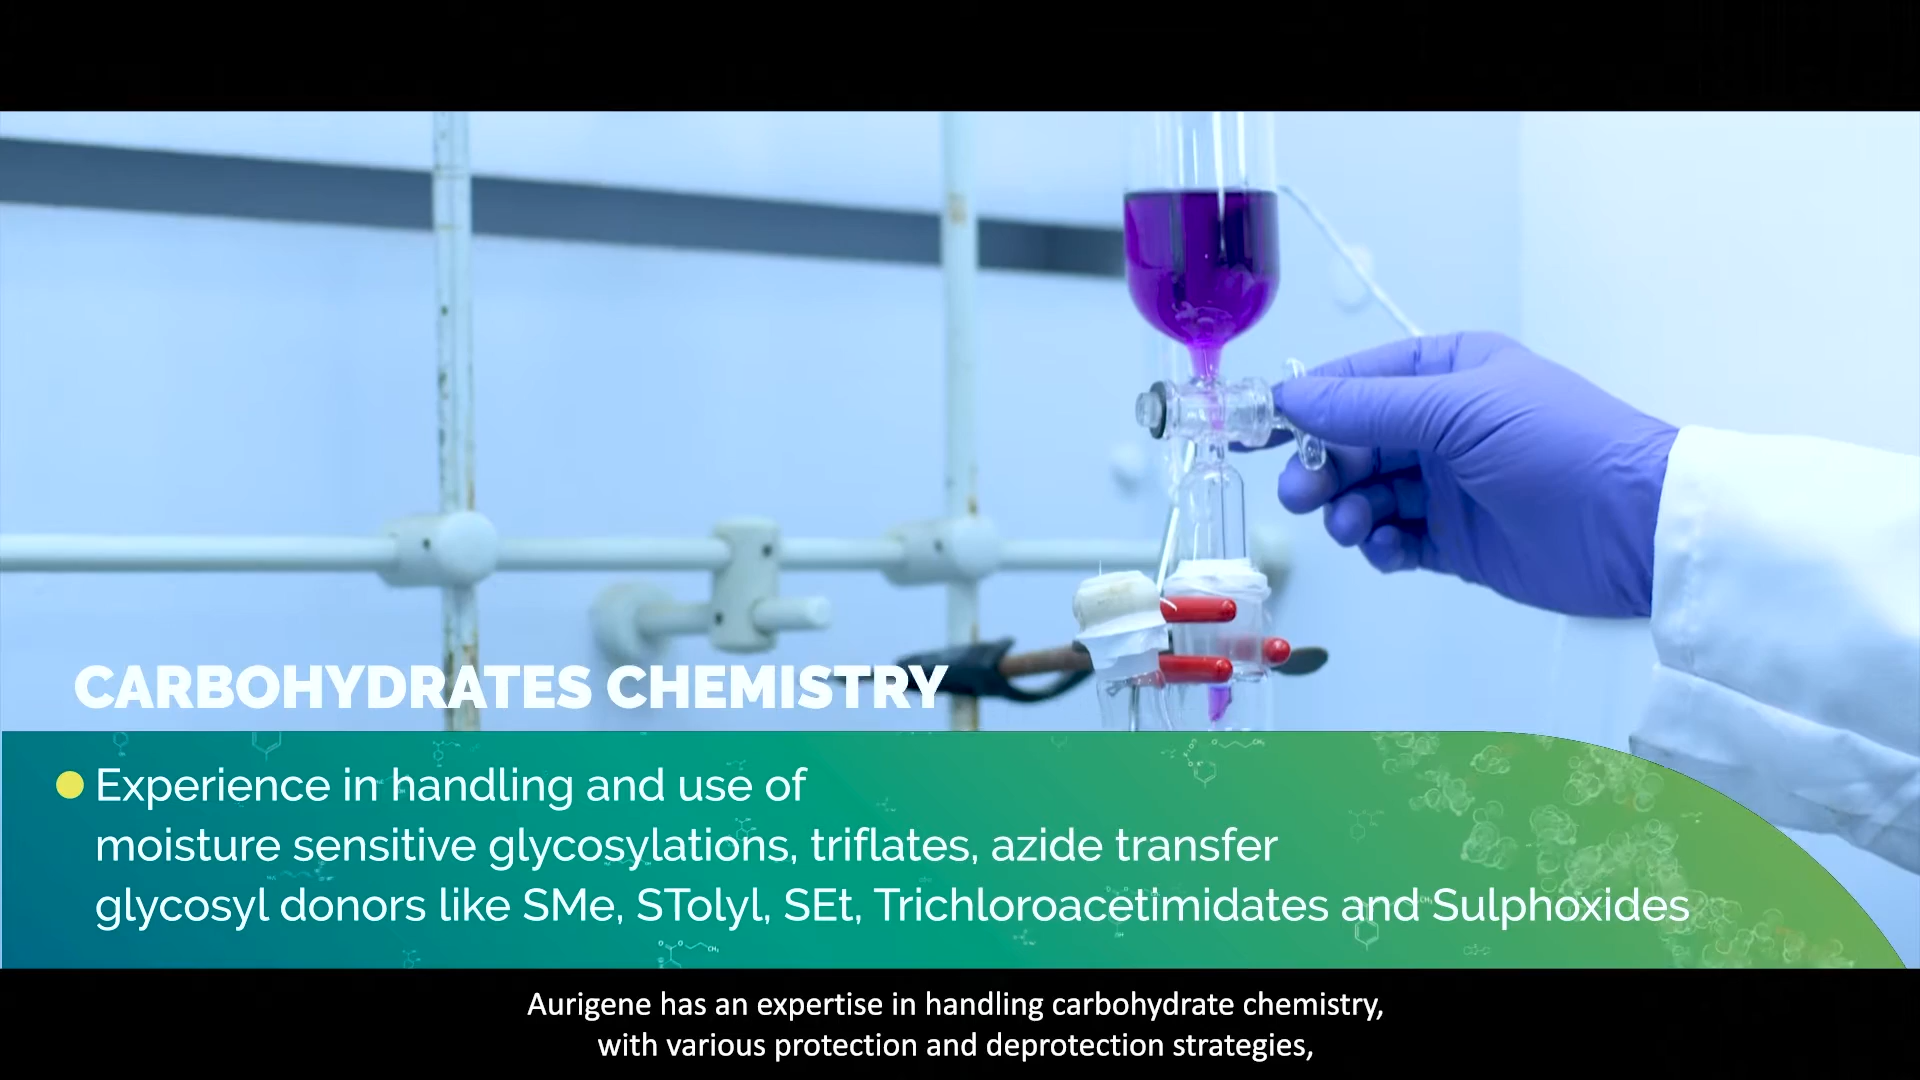 CARBOHYDRATES CHEMISTRY
Experience in handling and use of
moisture sensitive glycosylations, triflates, azide transfer
glycosyl donors like SMe, STolyl, SEt, Trichloroacetimidates and Sulphoxides
Aurigene has an expertise in handling carbohydrate chemistry,
with various protection and deprotection strategies,